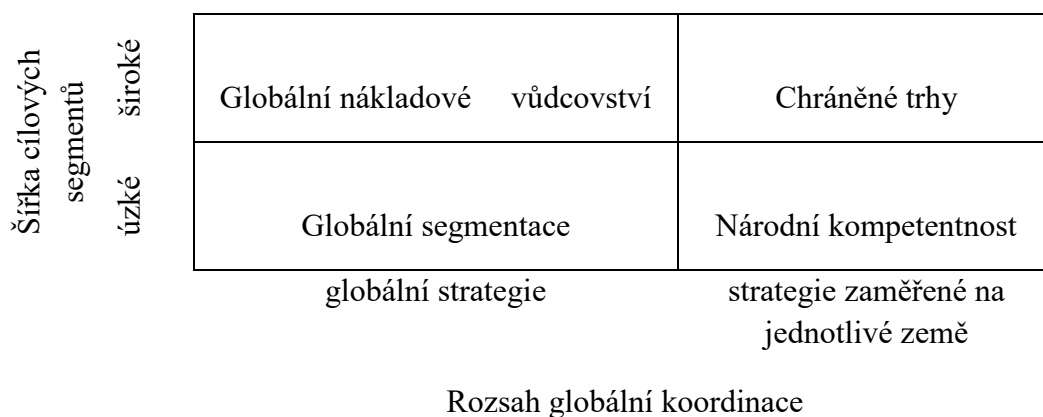 Šířka cílových
segmentů
široké
úzké
Globální nákladové vůdcovství
Chráněné trhy
Globální segmentace
Národní kompetentnost
globální strategie
strategie zaměřené na
jednotlivé země
Rozsah globální koordinace